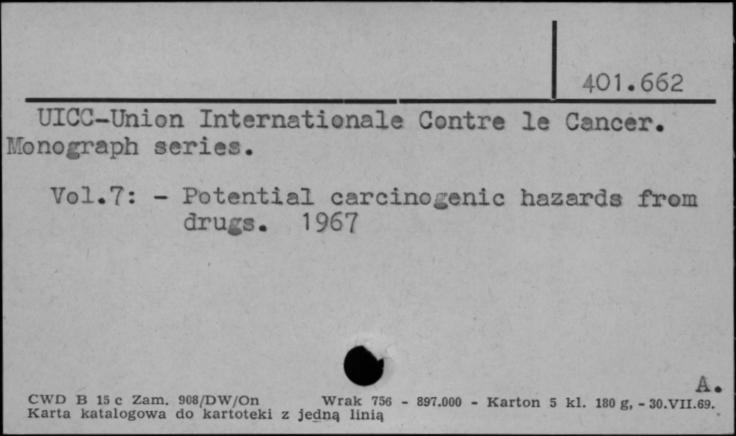 401.662
UICC-Union Internationale Contre le Cancer.
Monograph series.
Vol.7: - Potential carcinogenic hazards from
drugs. 1967
A.
CWD B 15 c Zam. 908/DW/On Wrak 756 - 897.000 - Karton 5 kl. 180 g, - 30.VII.69.
Karta katalogowa do kartoteki z jedną linią